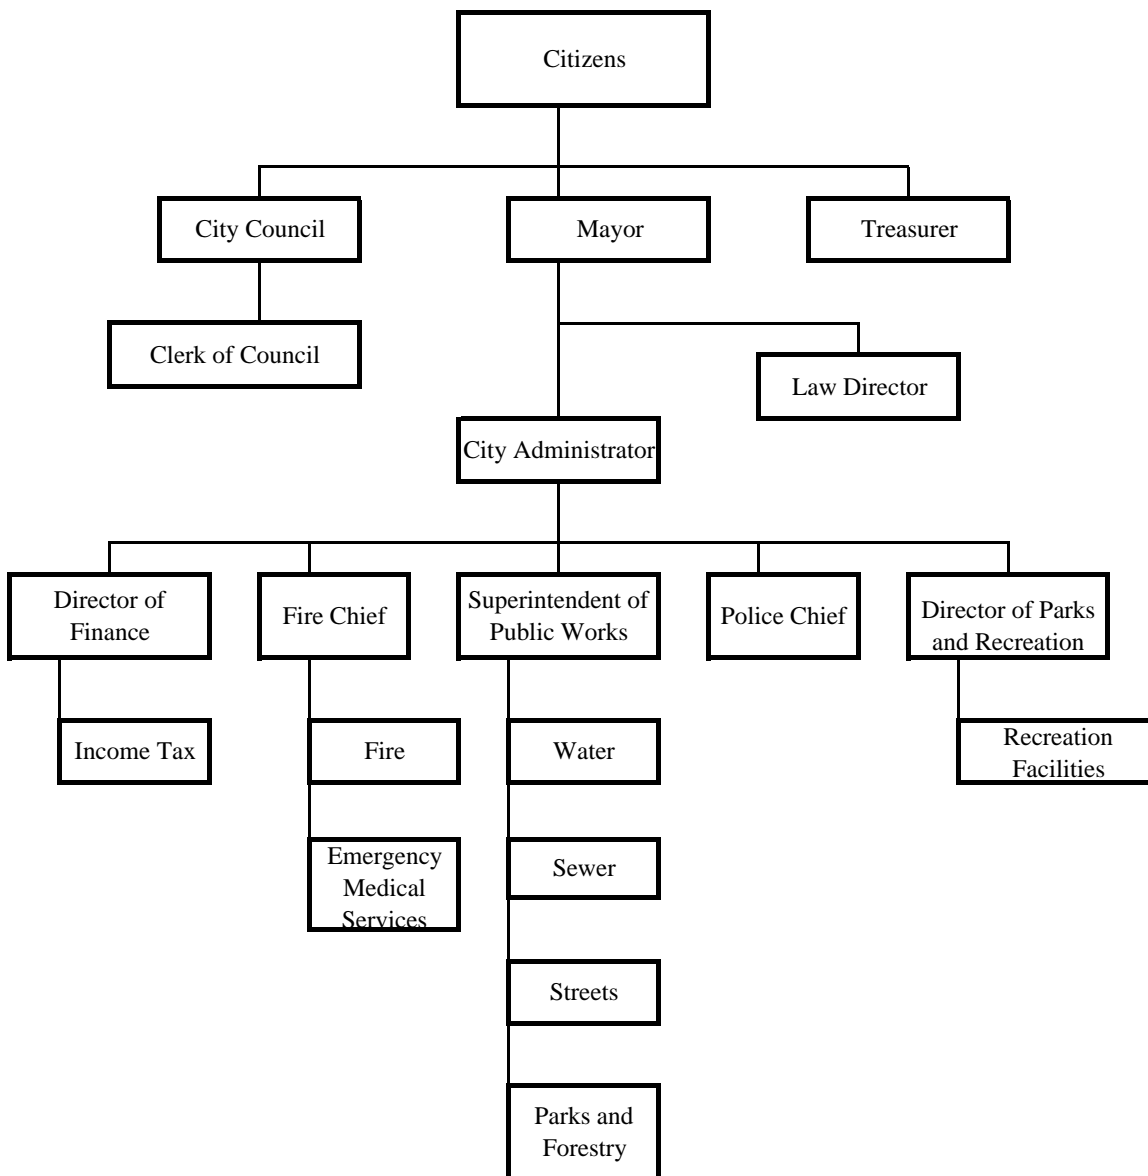 Citizens
City Council
Mayor
Treasurer
Clerk of Council
Law Director
City Administrator
Director of
Finance
Fire Chief
Superintendent of
Public Works
Police Chief
Director of Parks
and Recreation
Income Tax
Fire
Water
Recreation
Facilities
Emergency
Medical
Services
Sewer
Streets
Parks and
Forestry